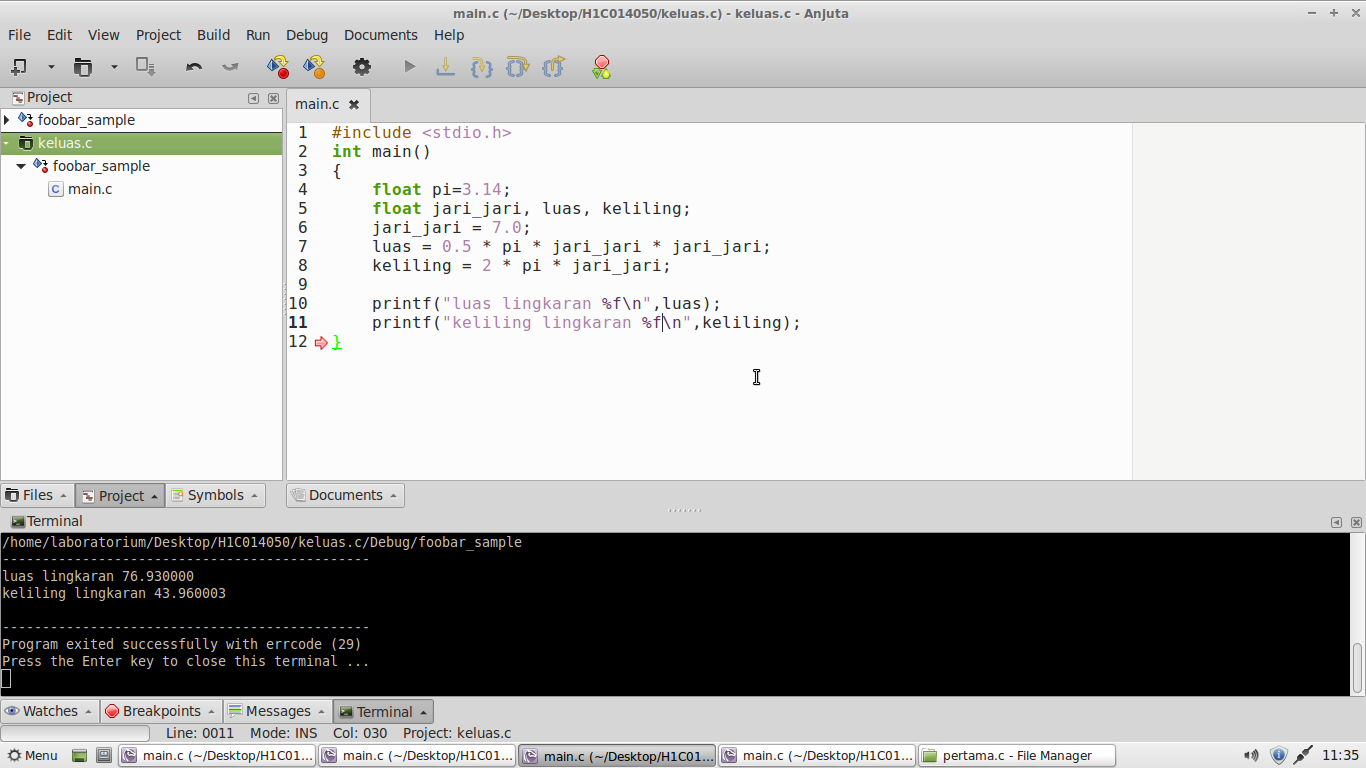 main.c (~/Desktop/H1C014050/keluas.c) - keluas.c - Anjuta
File Edit View Project Build Run Debug Documents Help
Project
foobar_sample
keluas.c
foobar_sample
C main.c
main.c
1 #include <stdio.h>
2 int main()
3 {
4     float pi=3.14;
5     float jari_jari, luas, keliling;
6     jari_jari = 7.0;
7     luas = 0.5 * pi * jari_jari * jari_jari;
8     keliling = 2 * pi * jari_jari;
9
10     printf("luas lingkaran %f\n",luas);
11     printf("keliling lingkaran %f\n",keliling);
12 }
Files Project Symbols Documents
Terminal
/home/laboratorium/Desktop/H1C014050/keluas.c/Debug/foobar_sample
----------------------------------------------
luas lingkaran 76.930000
keliling lingkaran 43.960003
----------------------------------------------
Program exited successfully with errcode (29)
Press the Enter key to close this terminal ...
Watches Breakpoints Messages Terminal
Line: 0011 Mode: INS Col: 030 Project: keluas.c
Menu main.c (~/Desktop/H1C01... main.c (~/Desktop/H1C01... main.c (~/Desktop/H1C01... main.c (~/Desktop/H1C01... pertama.c - File Manager 11:35